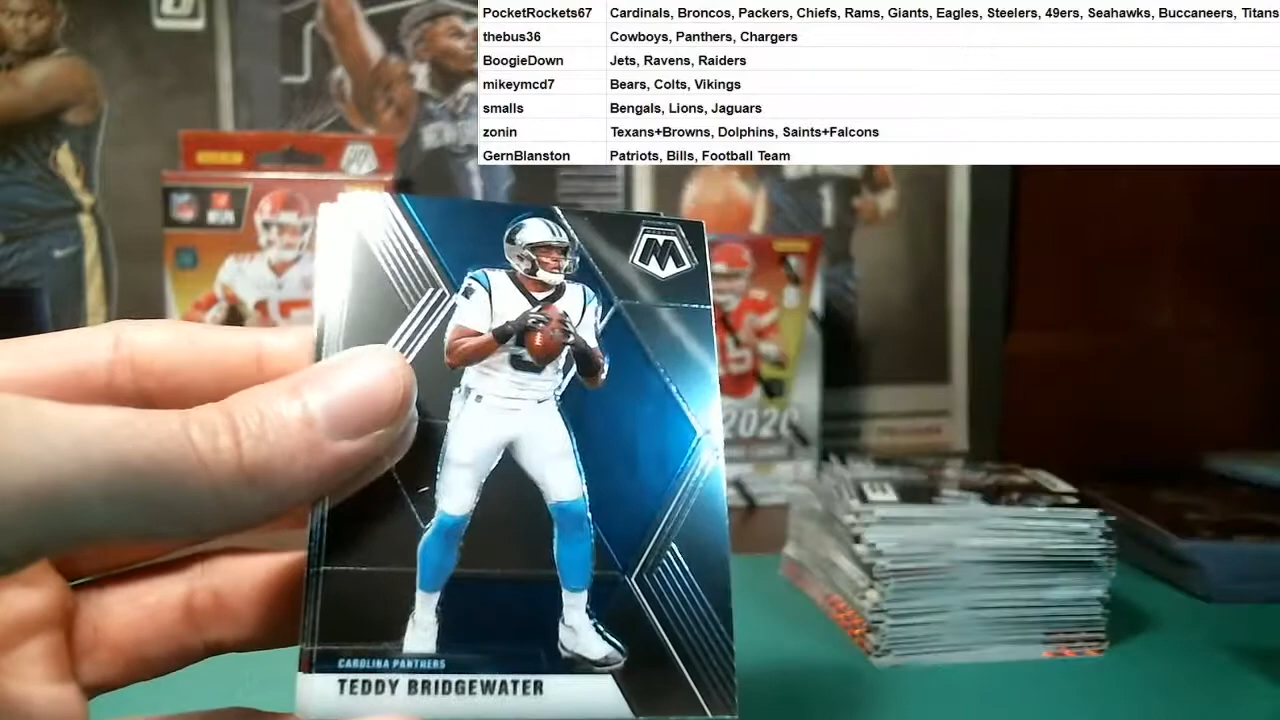 PocketRockets67 Cardinals, Broncos, Packers, Chiefs, Rams, Giants, Eagles, Steelers, 49ers, Seahawks, Buccaneers, Titans
thebus36 Cowboys, Panthers, Chargers
BoogieDown Jets, Ravens, Raiders
mikeymcd7 Bears, Colts, Vikings
smalls Bengals, Lions, Jaguars
zonin Texans+Browns, Dolphins, Saints+Falcons
GernBlanston Patriots, Bills, Football Team
M
2020
CAROLINA PANTHERS
TEDDY BRIDGEWATER